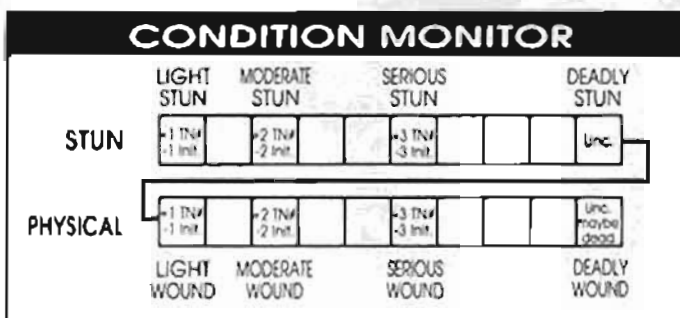 CONDITION MONITOR
LIGHT MODERATE SERIOUS DEADLY
STUN STUN STUN STUN
STUN
+1 TN# +2 TN# +3 TN# Unc.
-1 Init. -2 Init. -3 Init.
PHYSICAL
+1 TN# +2 TN# +3 TN# Unc.
-1 Init. -2 Init. -3 Init. maybe
dead
LIGHT MODERATE SERIOUS DEADLY
WOUND WOUND WOUND WOUND